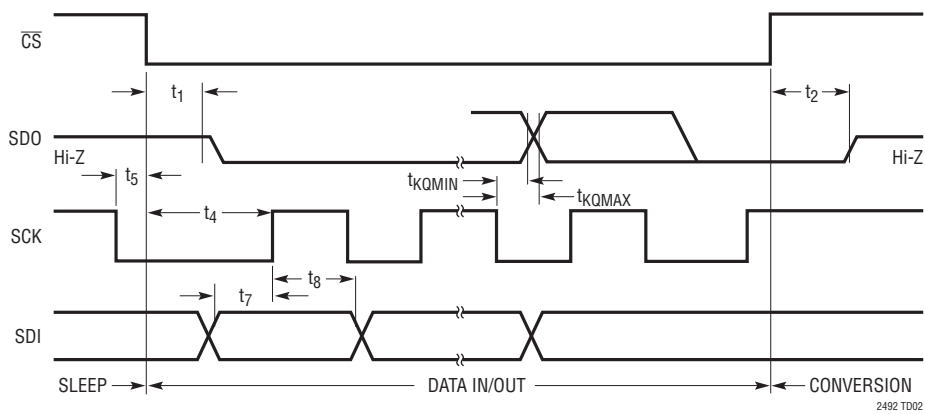 CS
t1
t2
SDO
Hi-Z
Hi-Z
t5
tKQMIN
tKQMAX
t4
SCK
t8
t7
SDI
SLEEP
DATA IN/OUT
CONVERSION
2492 TD02